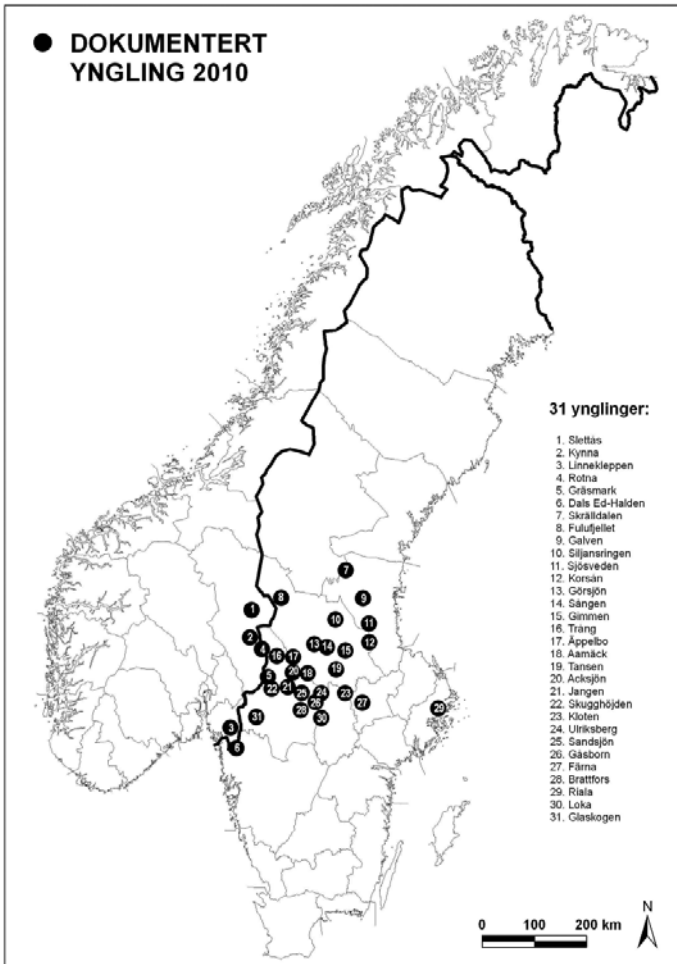 DOKUMENTERT
YNGLING 2010
31 ynglinger:
1. Slettås
2. Kynna
3. Linnekleppen
4. Rotna
5. Gräsmark
6. Dals Ed-Halden
7. Skrålldalen
8. Fulufjellet
9. Galven
10. Siljansringen
11. Sjösveden
12. Korsån
13. Görsjön
14. Sången
15. Gimmen
16. Träng
17. Äppelbo
18. Aamäck
19. Tansen
20. Acksjön
21. Jangen
22. Skugghöjden
23. Kloten
24. Ulriksberg
25. Sandsjön
26. Gåsborn
27. Färna
28. Brattfors
29. Riala
30. Loka
31. Glaskogen
7
8
9
1
10
11
2
12
13
14
4
15
16
17
19
20
18
5
21
22
25
24
23
26
27
28
29
31
30
3
6
N
0 100 200 km